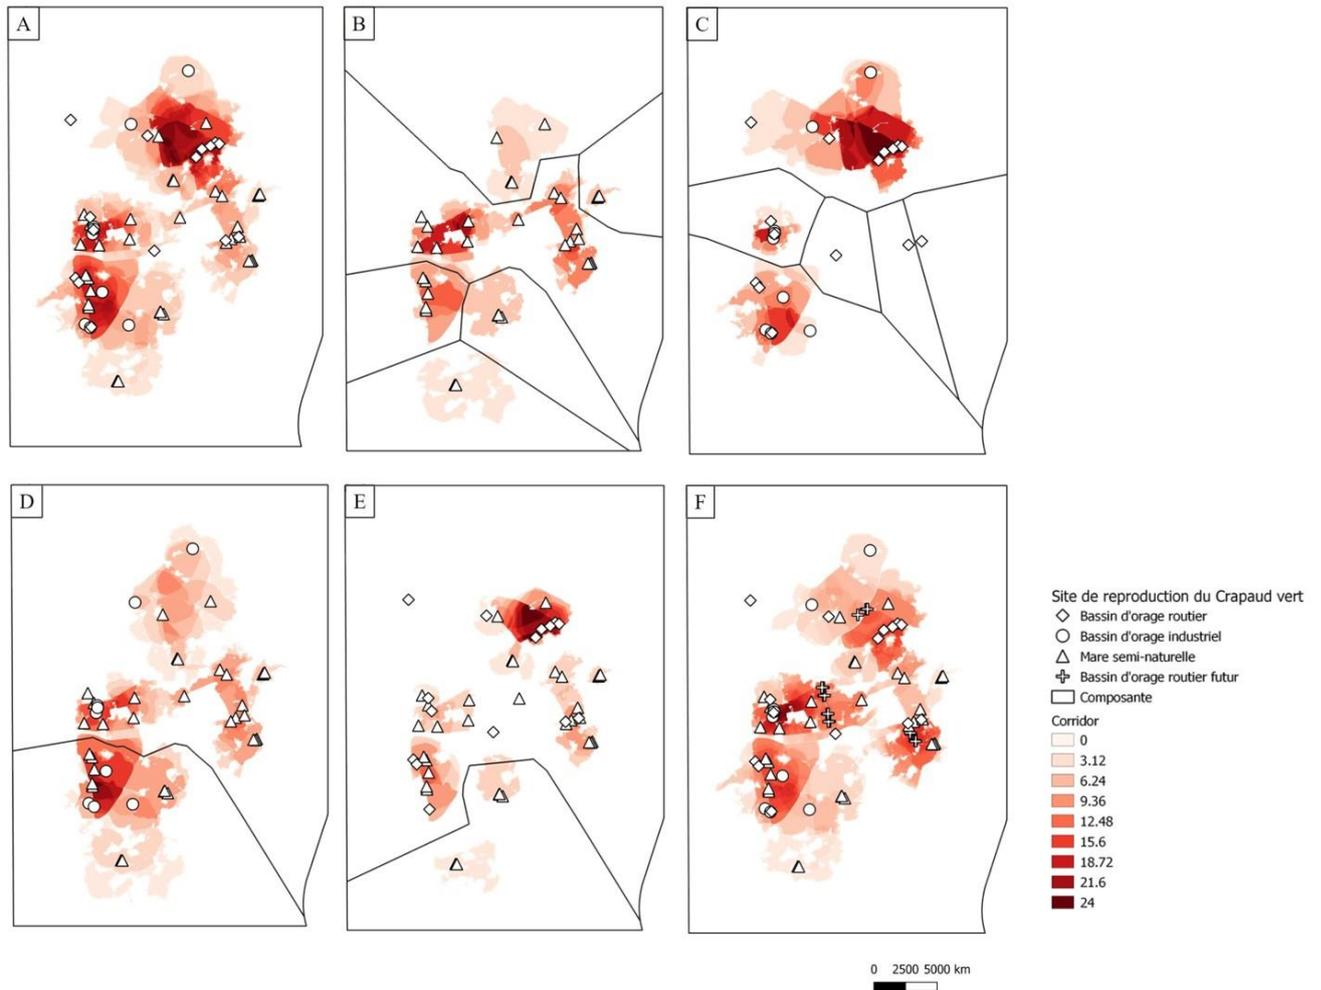 A
B
C
D
E
F
Site de reproduction du Crapaud vert
Bassin d'orage routier
Bassin d'orage industriel
Mare semi-naturelle
Bassin d'orage routier futur
Composante
Corridor
0
3.12
6.24
9.36
12.48
15.6
18.72
21.6
24
0 2500 5000 km